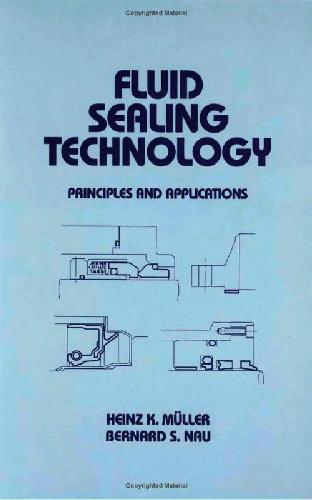 Copyrighted Material
FLUID
SEALING
TECHNOLOGY
PRINCIPLES AND APPLICATIONS
HEINZ K. MÜLLER
BERNARD S. NAU
Copyrighted Material